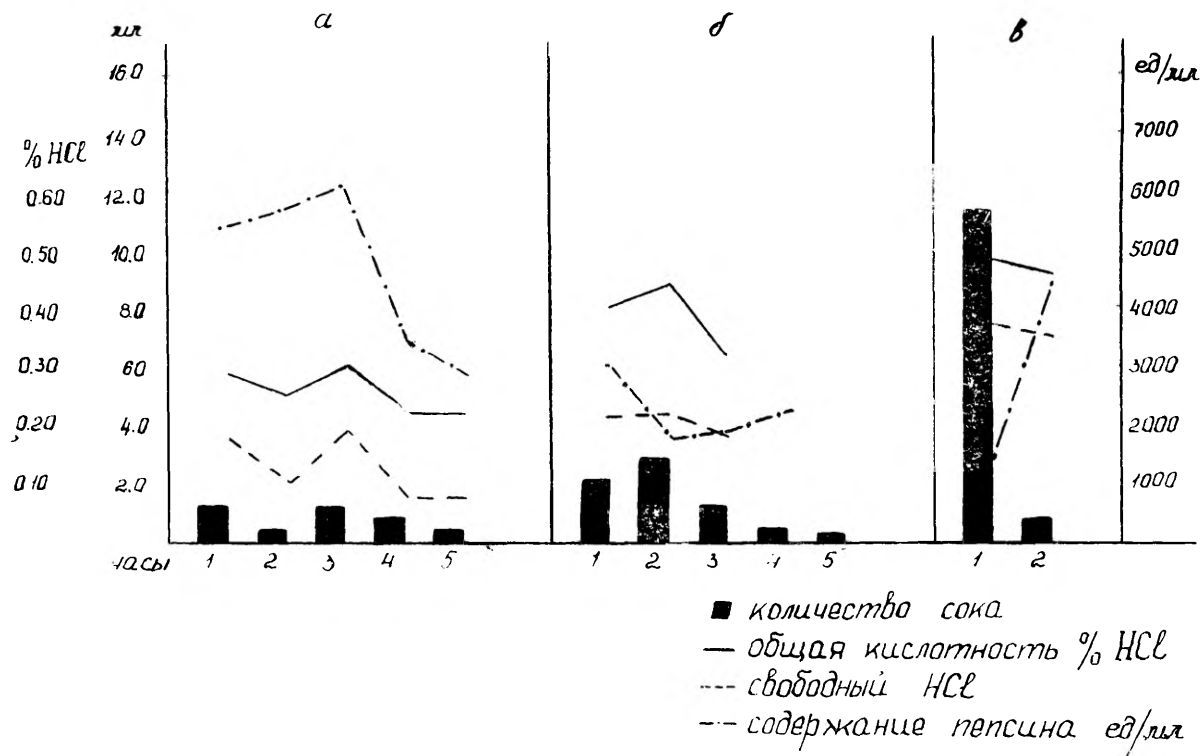 а б в
мл
ед/мл
% HCl
16.0
14.0
0.60 12.0
0.50 10.0
0.40 8.0
0.30 60
0.20 4.0
0.10 2.0
7000
6000
5000
4000
3000
2000
1000
часы 1 2 3 4 5
1 2 3 4 5
1 2
количество сока
общая кислотность % HCl
свободный HCl
содержание пепсина ед/мл